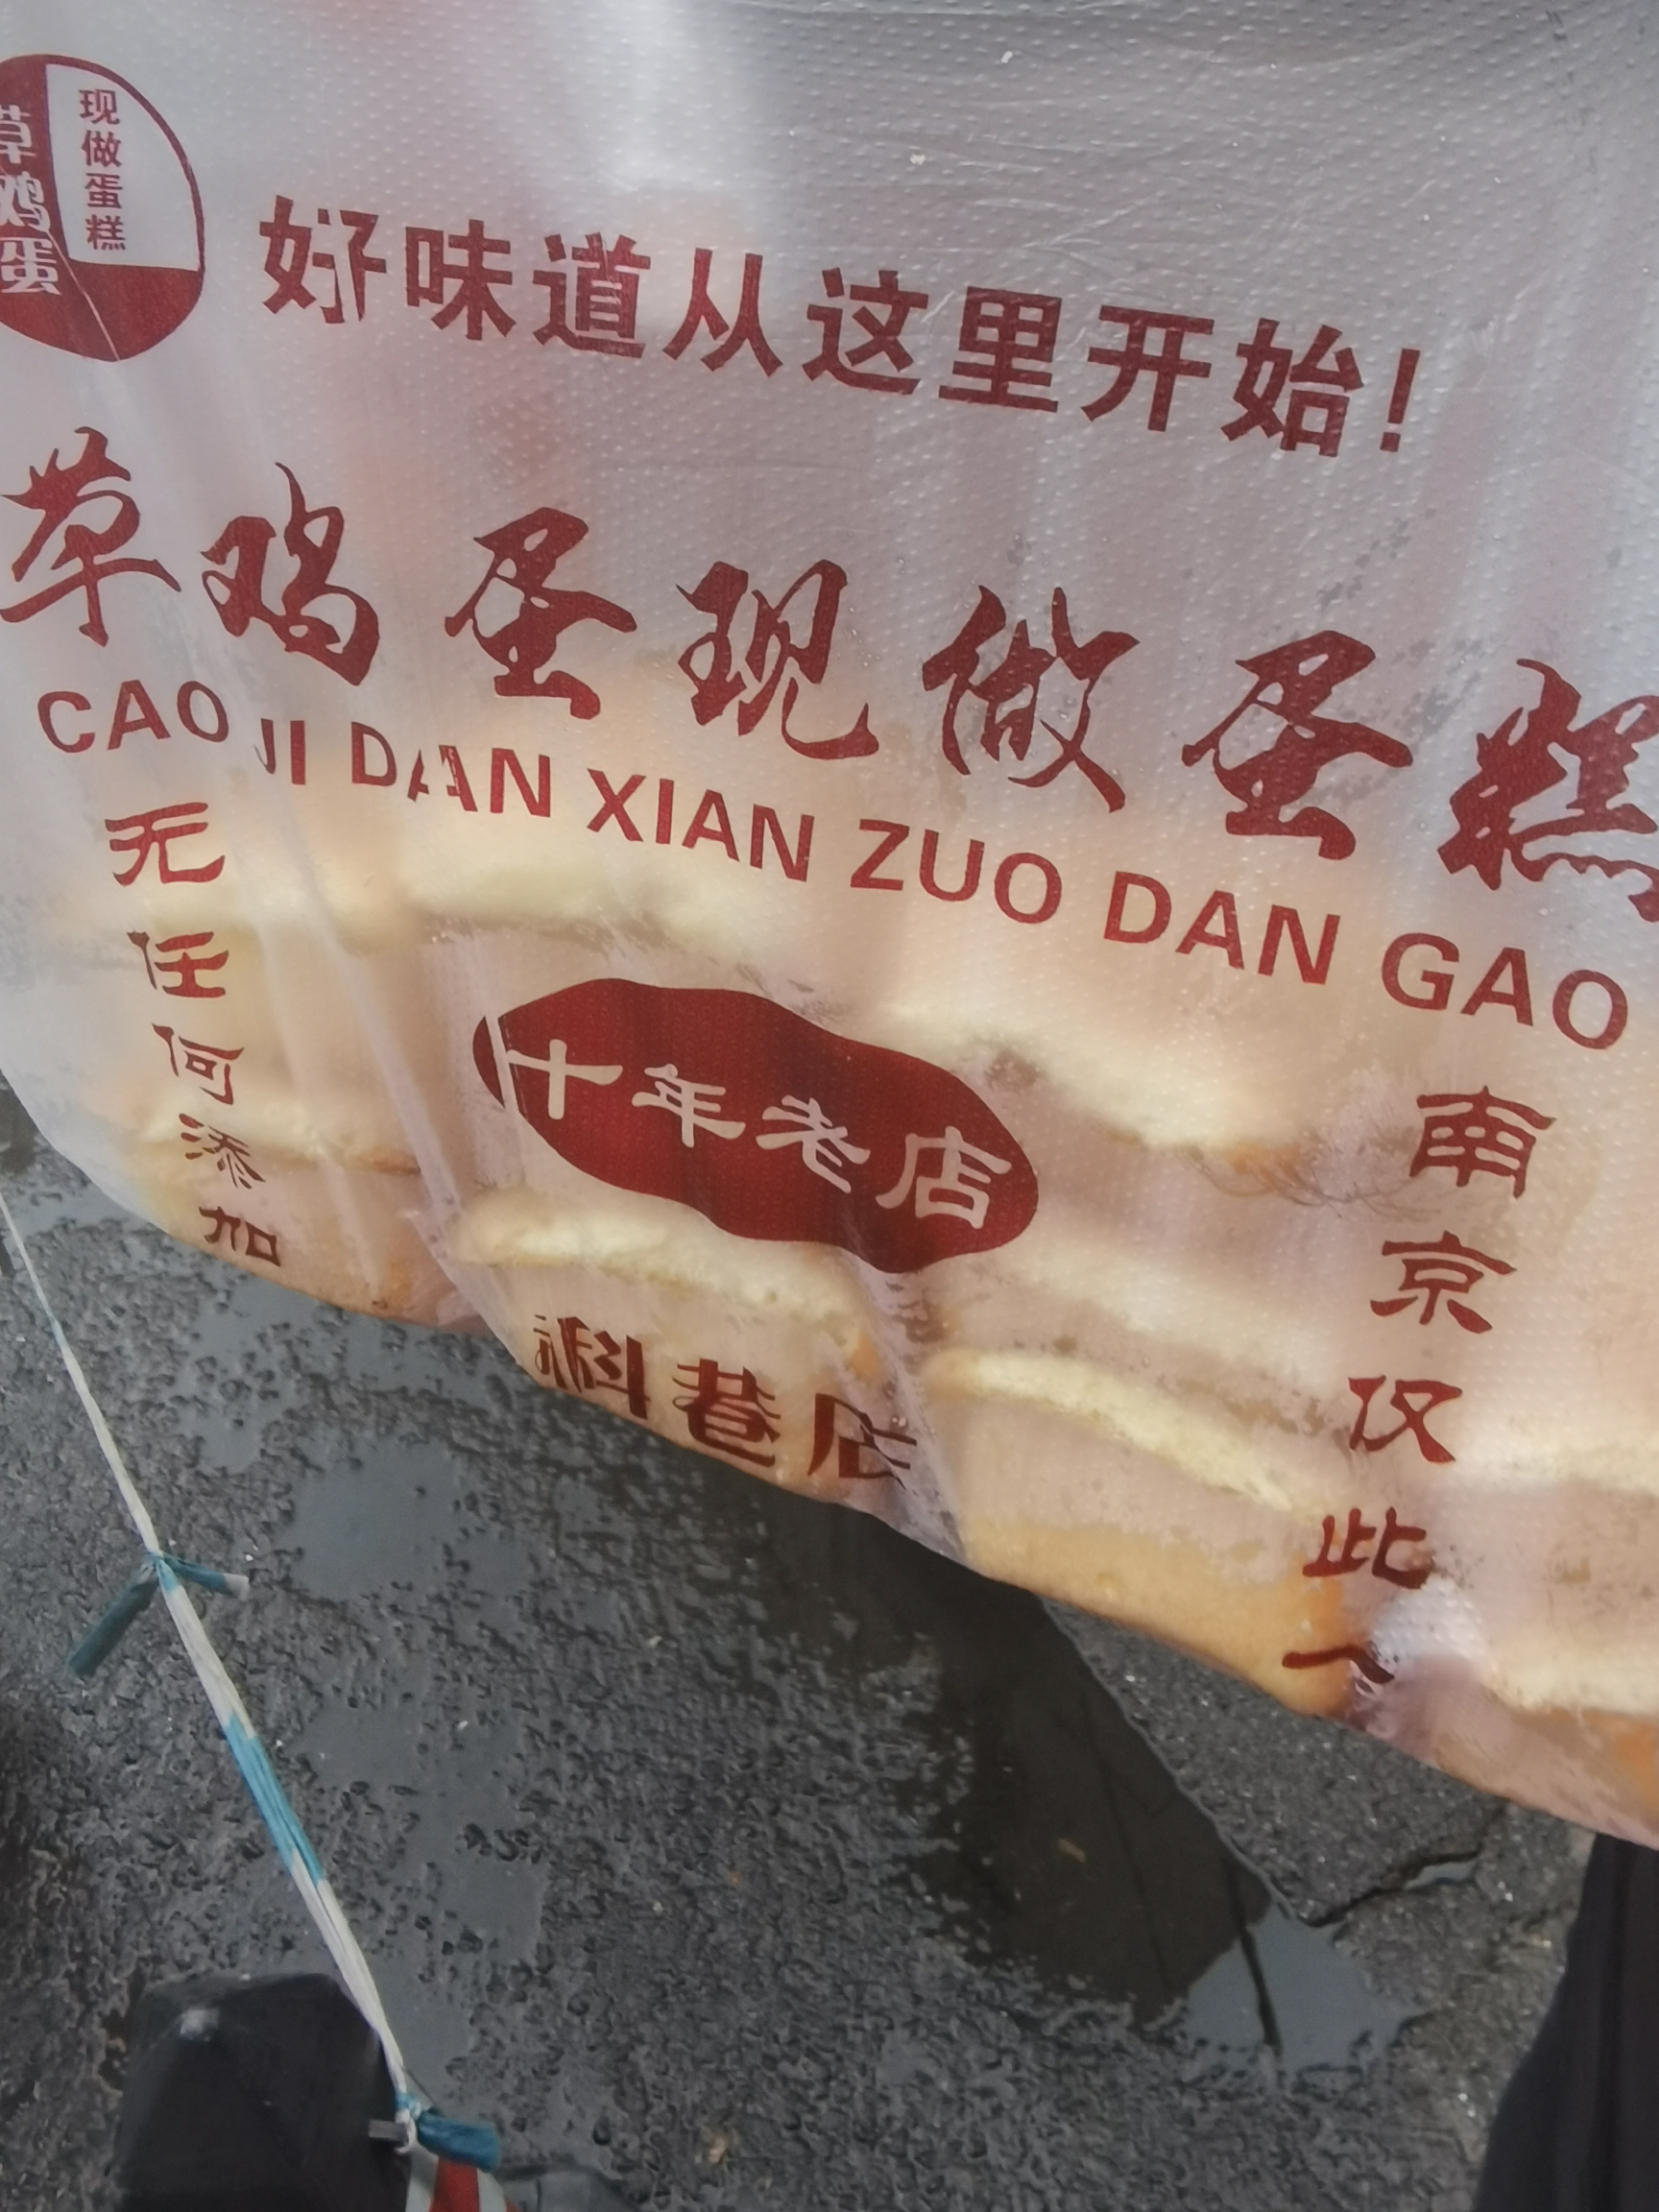 现做蛋糕
草鸡蛋
好味道从这里开始!
草鸡蛋现做蛋糕
CAO JI DAN XIAN ZUO DAN GAO
无任何添加
十年老店
科巷店
南京仅此一